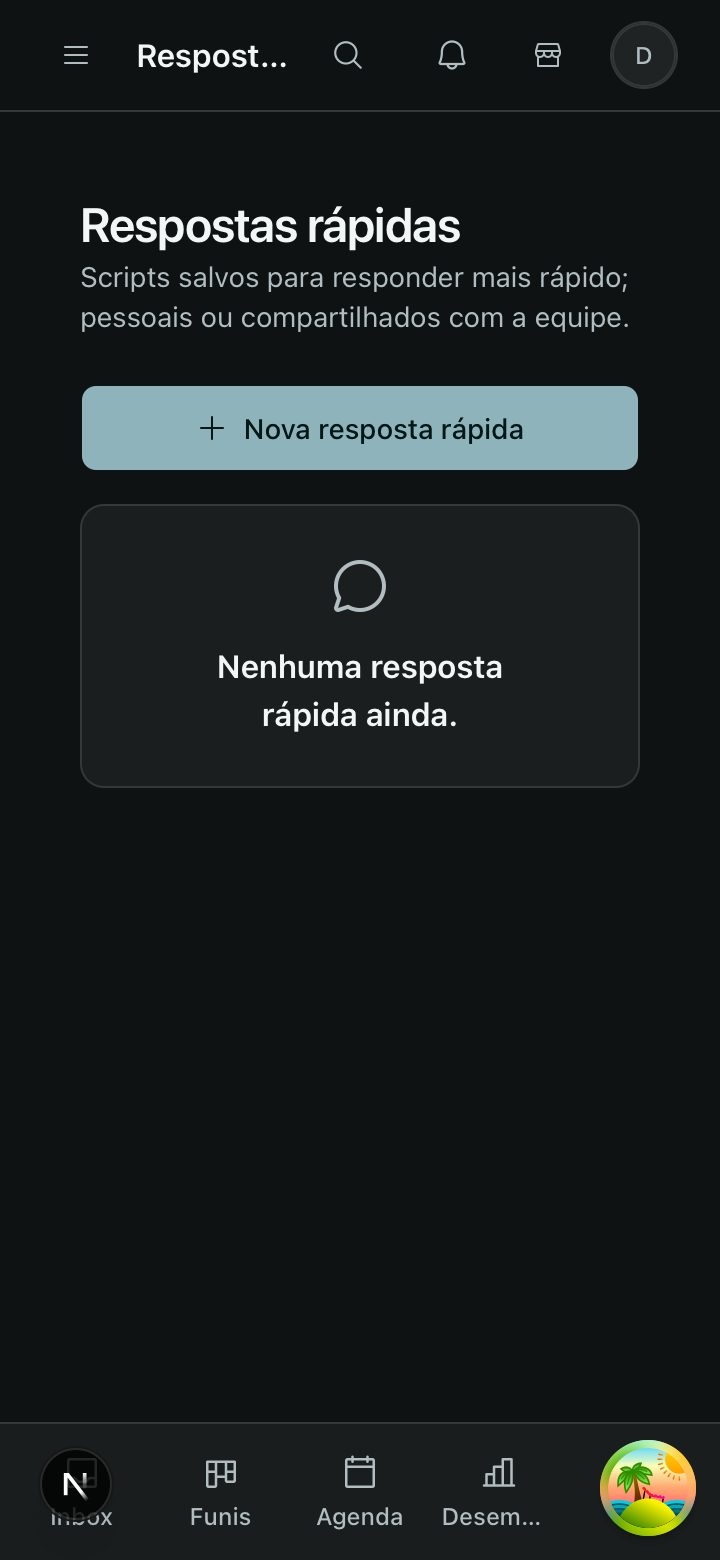 Respost...
D
Respostas rápidas
Scripts salvos para responder mais rápido;
pessoais ou compartilhados com a equipe.
Nova resposta rápida
Nenhuma resposta
rápida ainda.
N
Inbox
Funis
Agenda
Desem...